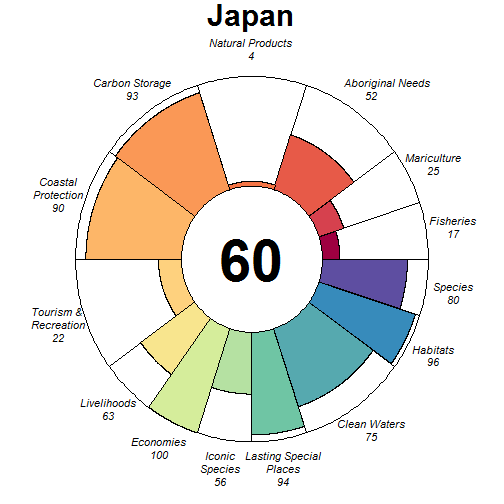 Japan
Natural Products
4
Carbon Storage
93
Aboriginal Needs
52
Mariculture
25
Coastal
Protection
90
Fisheries
17
60
Species
80
Tourism &
Recreation
22
Habitats
96
Livelihoods
63
Clean Waters
75
Economies
100
Iconic
Species
56
Lasting Special
Places
94